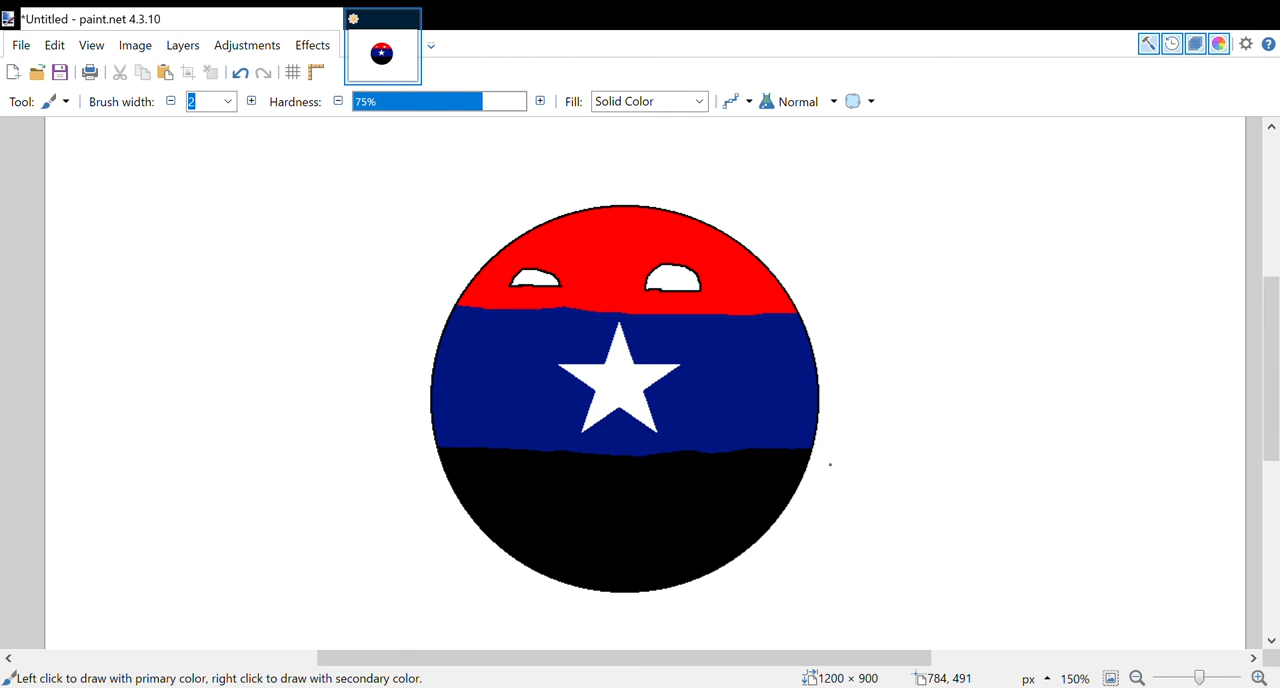 *Untitled - paint.net 4.3.10
File Edit View Image Layers Adjustments Effects
Tool: Brush width: 2 Hardness: 75% Fill: Solid Color Normal
Left click to draw with primary color, right click to draw with secondary color. 1200 × 900 784, 491 px 150%